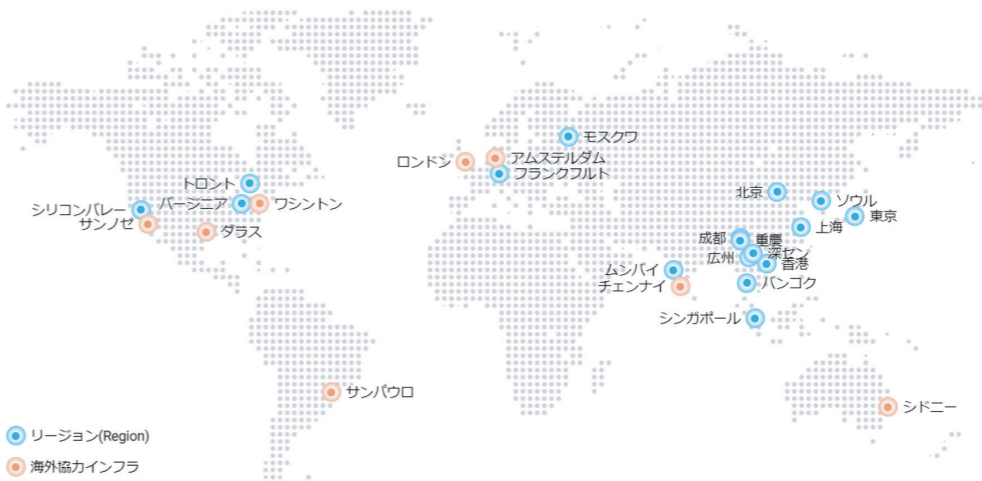 モスクワ
ロンドン
アムステルダム
フランクフルト
トロント
シリコンバレー
バージニア
ワシントン
サンノゼ
ダラス
北京
ソウル
東京
上海
成都
重慶
広州
深セン
香港
ムンバイ
チェンナイ
バンコク
シンガポール
サンパウロ
シドニー
リージョン(Region)
海外協力インフラ